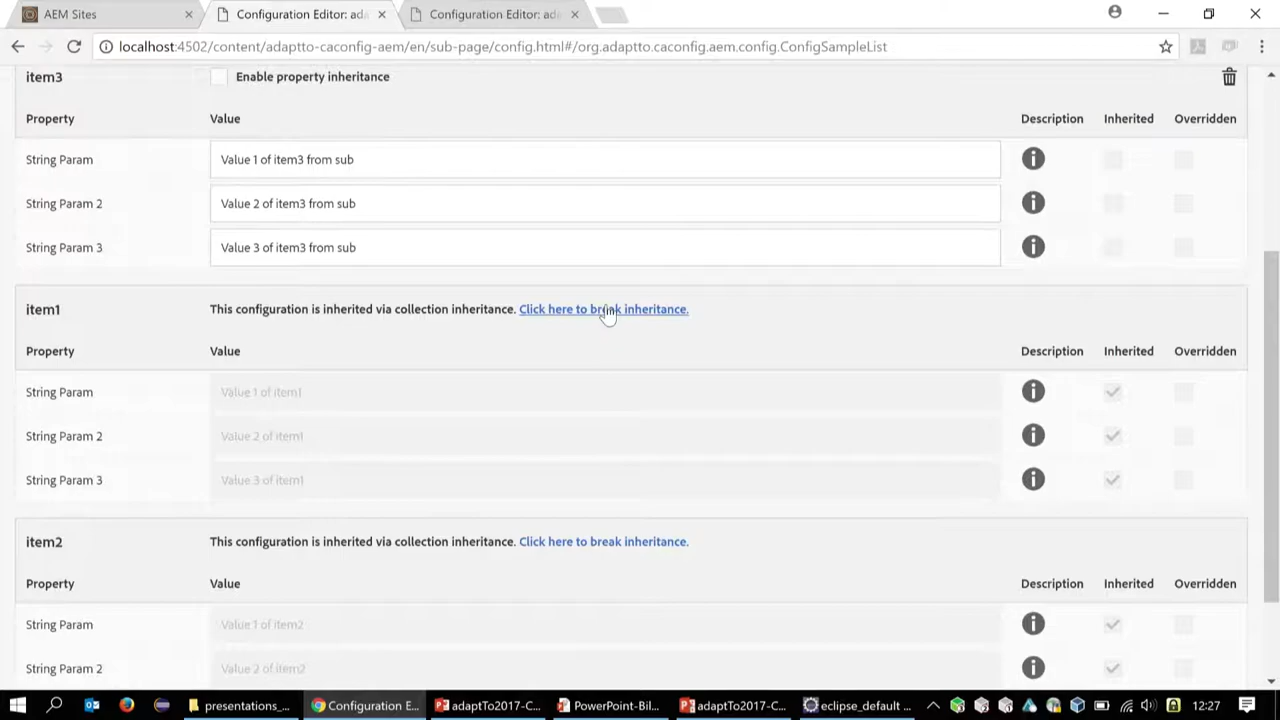 AEM Sites
Configuration Editor: ada
Configuration Editor: ada
localhost:4502/content/adaptto-caconfig-aem/en/sub-page/config.html#/org.adaptto.caconfig.aem.config.ConfigSampleList
item3 Enable property inheritance
Property Value Description Inherited Overridden
String Param Value 1 of item3 from sub
String Param 2 Value 2 of item3 from sub
String Param 3 Value 3 of item3 from sub
item1 This configuration is inherited via collection inheritance. Click here to break inheritance.
Property Value Description Inherited Overridden
String Param Value 1 of item1
String Param 2 Value 2 of item1
String Param 3 Value 3 of item1
item2 This configuration is inherited via collection inheritance. Click here to break inheritance.
Property Value Description Inherited Overridden
String Param Value 1 of item2
String Param 2 Value 2 of item2
presentations_... Configuration E... adaptTo2017-C... PowerPoint-Bil... adaptTo2017-C... eclipse_default ... 12:27